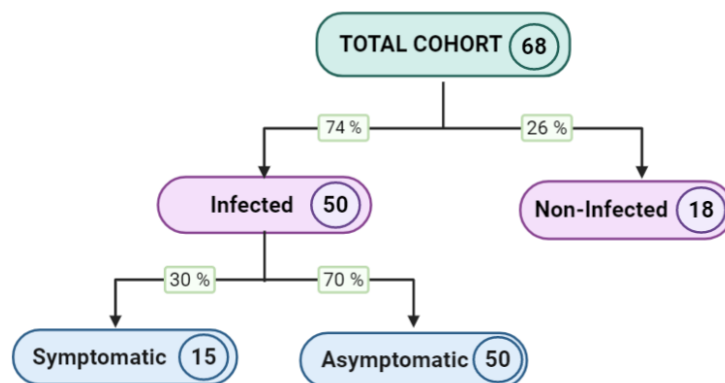 TOTAL COHORT 68
74 %
26 %
Infected 50
Non-Infected 18
30 %
70 %
Symptomatic 15
Asymptomatic 50